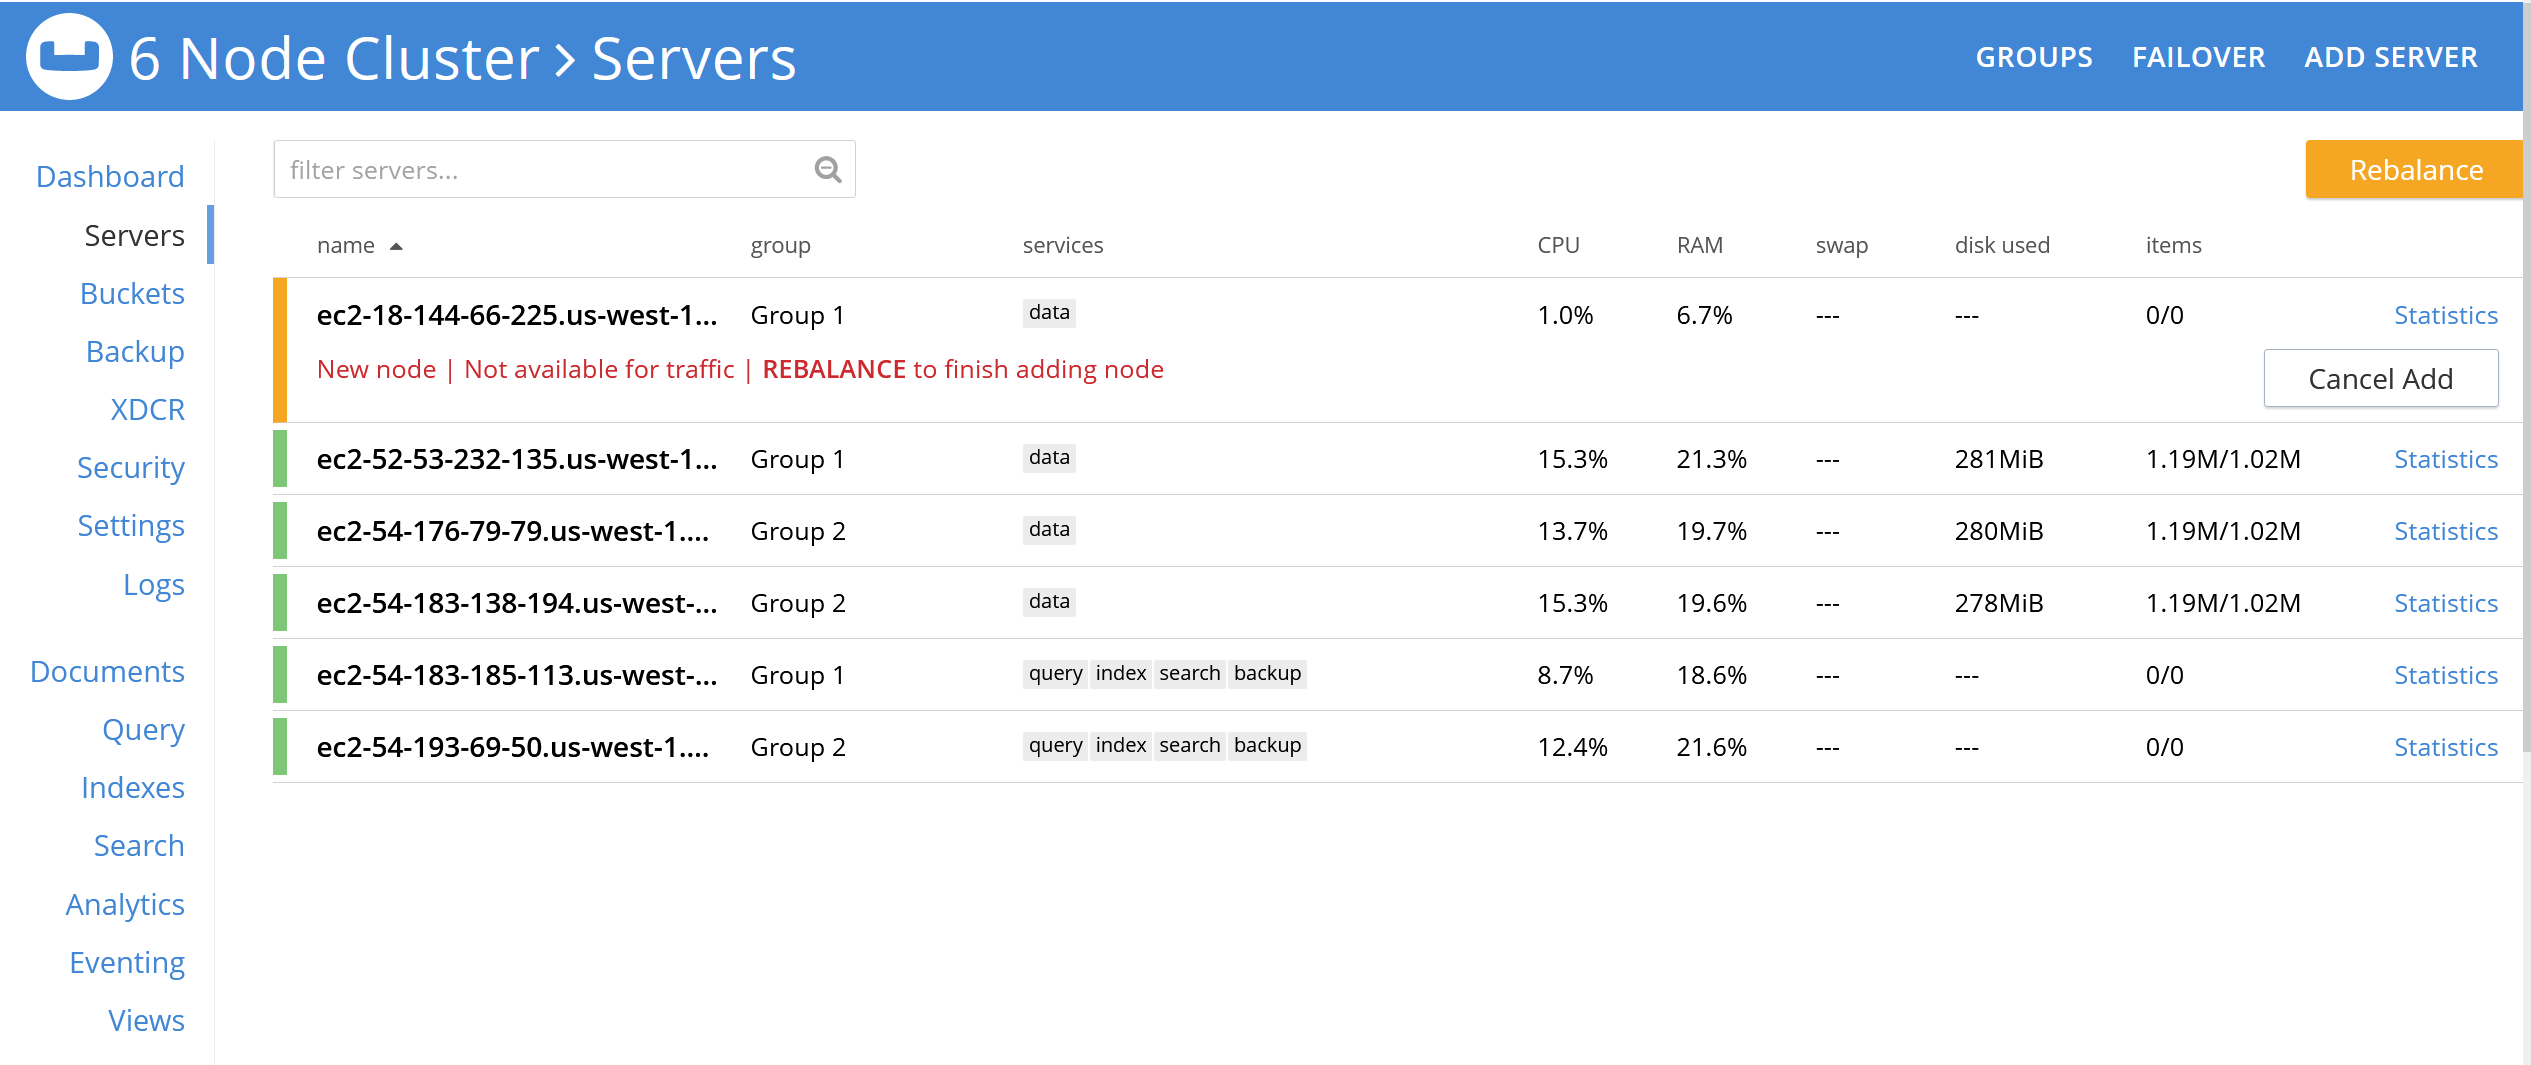 6 Node Cluster > Servers
GROUPS FAILOVER ADD SERVER
Dashboard
Servers
Buckets
Backup
XDCR
Security
Settings
Logs
Documents
Query
Indexes
Search
Analytics
Eventing
Views
filter servers...
Rebalance
name group services CPU RAM swap disk used items
ec2-18-144-66-225.us-west-1... Group 1 data 1.0% 6.7% --- --- 0/0 Statistics
New node | Not available for traffic | REBALANCE to finish adding node
Cancel Add
ec2-52-53-232-135.us-west-1... Group 1 data 15.3% 21.3% --- 281MiB 1.19M/1.02M Statistics
ec2-54-176-79-79.us-west-1.... Group 2 data 13.7% 19.7% --- 280MiB 1.19M/1.02M Statistics
ec2-54-183-138-194.us-west-... Group 2 data 15.3% 19.6% --- 278MiB 1.19M/1.02M Statistics
ec2-54-183-185-113.us-west-... Group 1 query index search backup 8.7% 18.6% --- --- 0/0 Statistics
ec2-54-193-69-50.us-west-1.... Group 2 query index search backup 12.4% 21.6% --- --- 0/0 Statistics